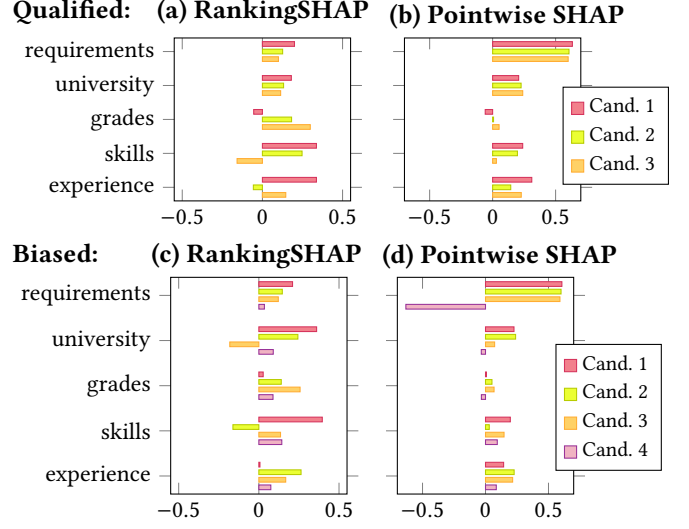 Qualified: (a) RankingSHAP (b) Pointwise SHAP
requirements
university
grades
skills
experience
Cand. 1
Cand. 2
Cand. 3
−0.5 0 0.5 −0.5 0 0.5
Biased: (c) RankingSHAP (d) Pointwise SHAP
requirements
university
grades
skills
experience
Cand. 1
Cand. 2
Cand. 3
Cand. 4
−0.5 0 0.5 −0.5 0 0.5